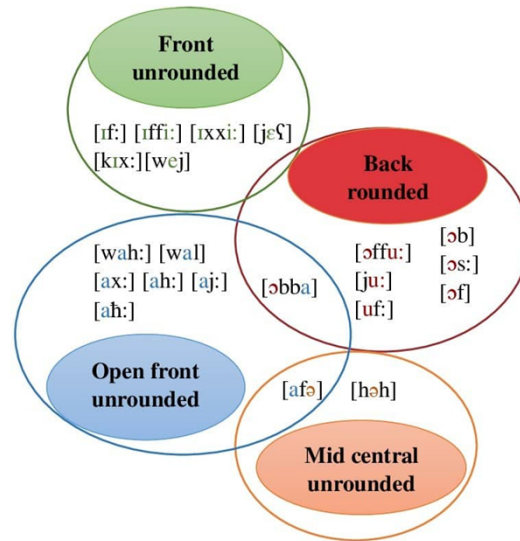 Front
unrounded
[ɪf:] [ɪffi:] [ɪxxi:] [jɛʕ]
[kɪx:][wej]
Back
rounded
[ɔffu:]
[ju:]
[uf:]
[ɔb]
[ɔs:]
[ɔf]
[ɔbba]
[wah:] [wal]
[ax:] [ah:] [aj:]
[aħ:]
Open front
unrounded
[afə] [həh]
Mid central
unrounded